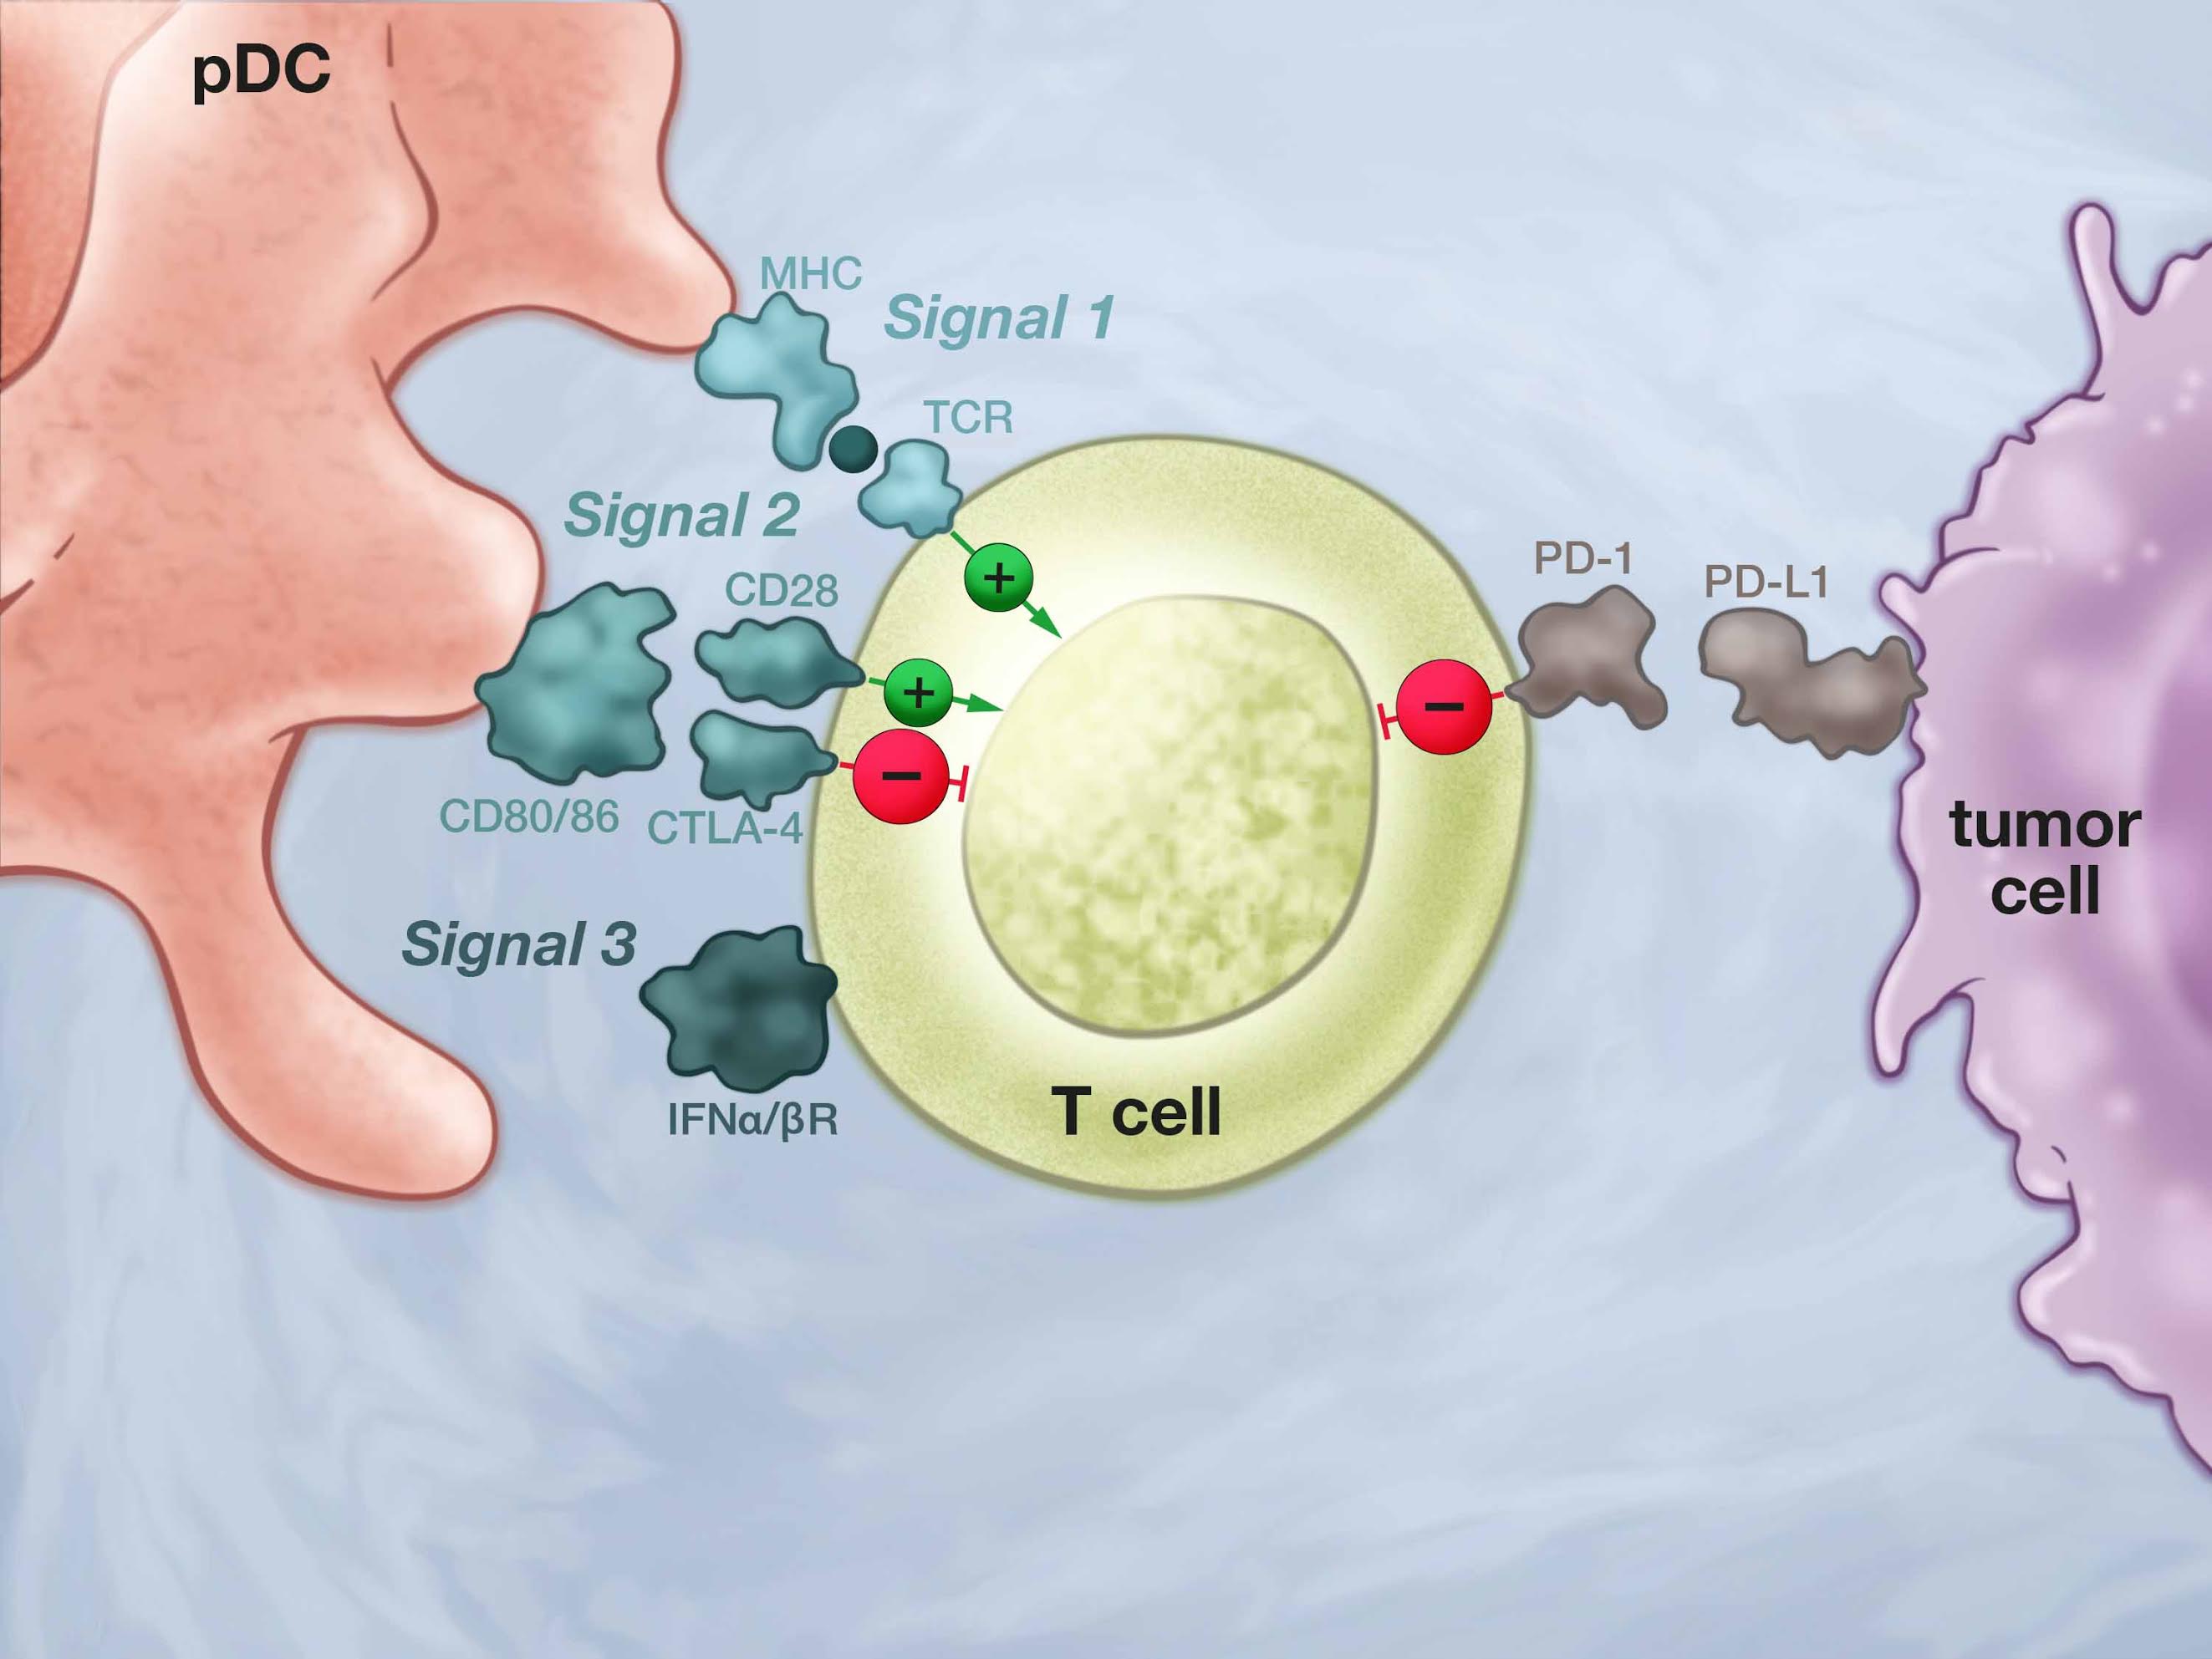 pDC
MHC
Signal 1
TCR
Signal 2
CD28
+
+
PD-1
PD-L1
−
−
CD80/86
CTLA-4
tumor
cell
Signal 3
IFNα/βR
T cell